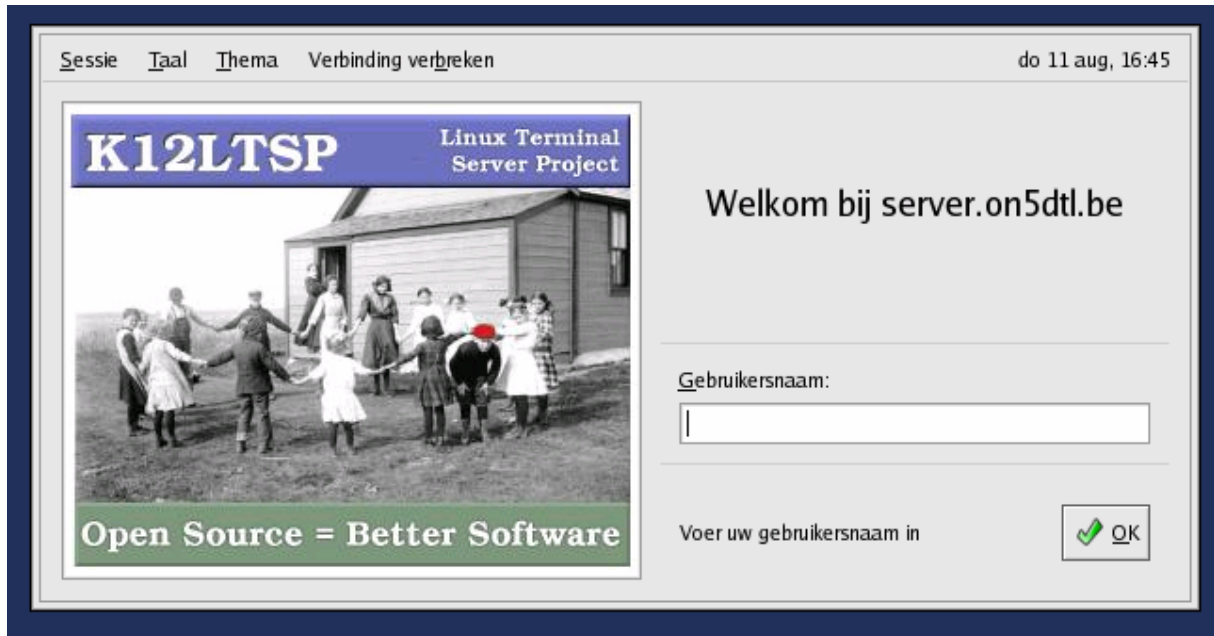 Sessie Taal Thema Verbinding verbreken do 11 aug, 16:45
K12LTSP
Linux Terminal
Server Project
Open Source = Better Software
Welkom bij server.on5dtl.be
Gebruikersnaam:
Voer uw gebruikersnaam in
OK